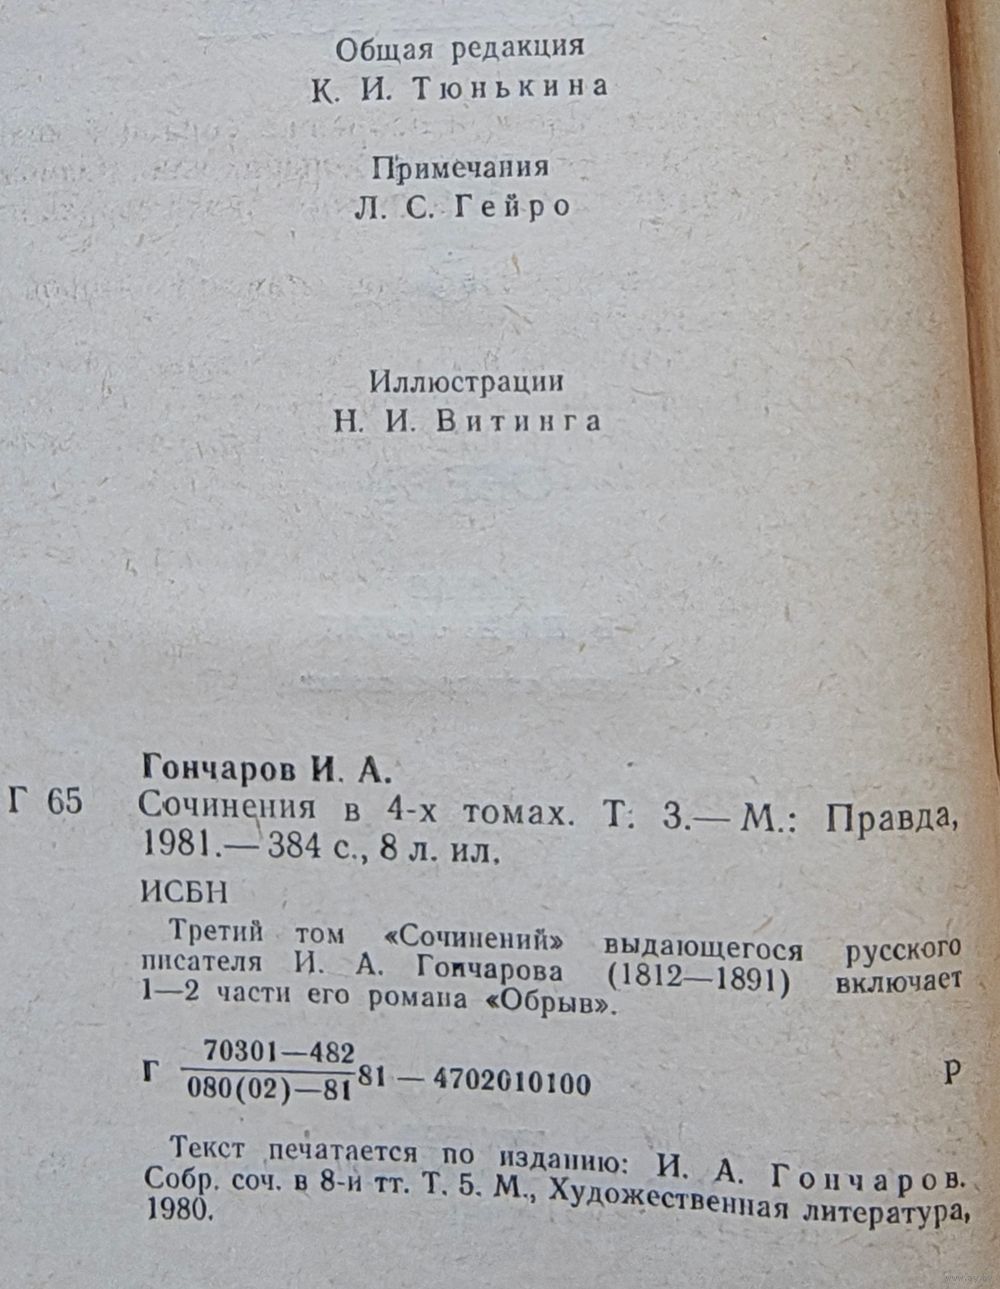 Общая редакция
К. И. Тюнькина
Примечания
Л. С. Гейро
Иллюстрации
Н. И. Витинга
Гончаров И. А.
Г 65 Сочинения в 4-х томах. Т. 3.— М.: Правда,
1981.— 384 с., 8 л. ил.
ИСБН
Третий том «Сочинений» выдающегося русского
писателя И. А. Гончарова (1812—1891) включает
1—2 части его романа «Обрыв».
70301—482
Г 81 — 4702010100 Р
080(02)—81
Текст печатается по изданию: И. А. Гончаров.
Собр. соч. в 8-и тт. Т. 5. М., Художественная литература,
1980.